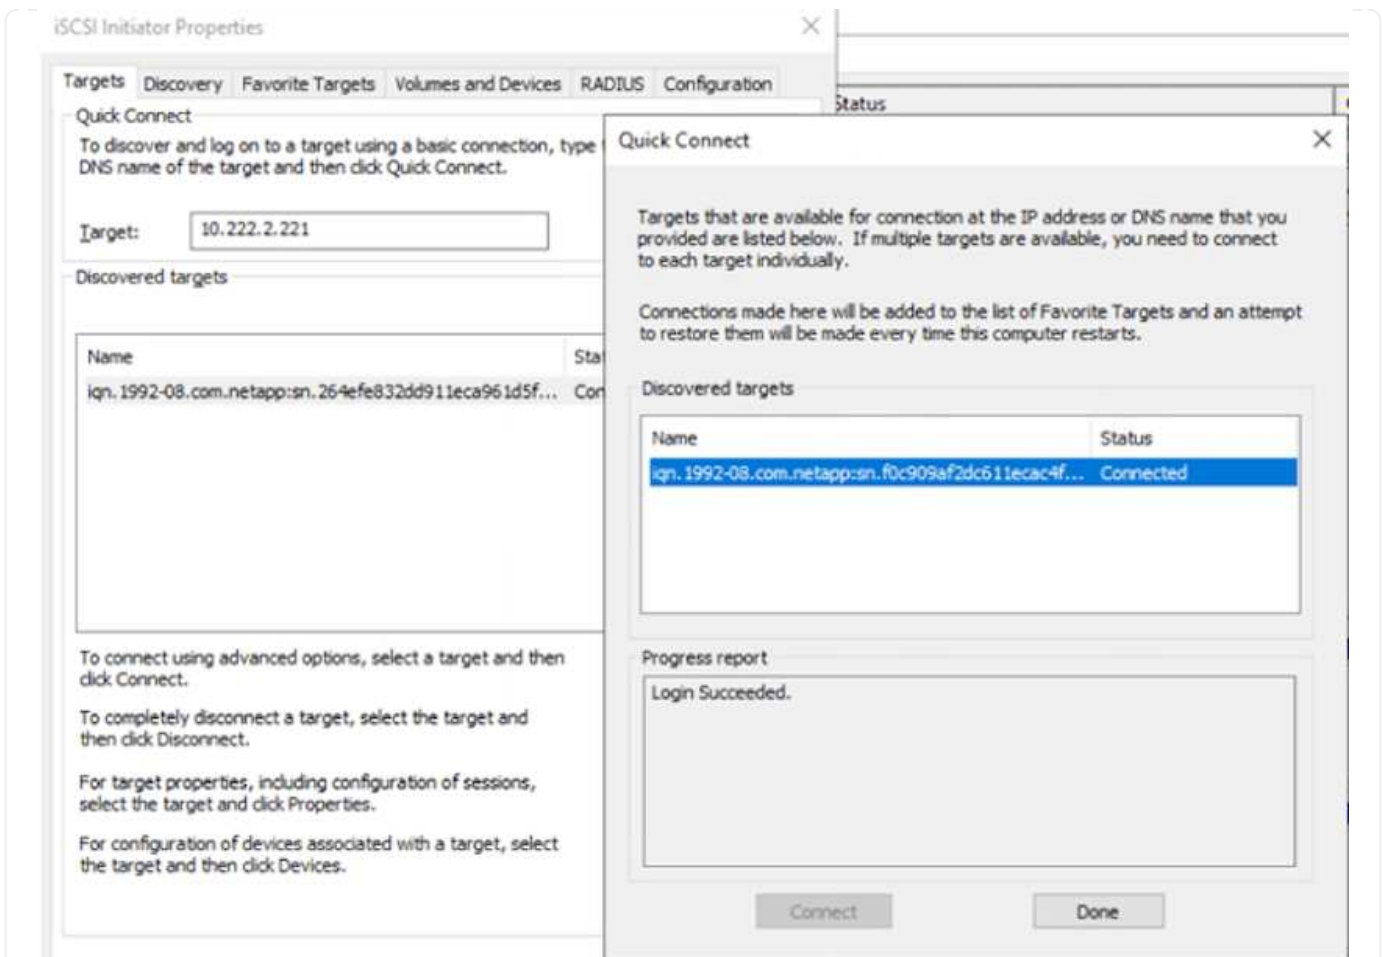 iSCSI Initiator Properties
Targets Discovery Favorite Targets Volumes and Devices RADIUS Configuration
Quick Connect
To discover and log on to a target using a basic connection, type
DNS name of the target and then click Quick Connect.
Target: 10.222.2.221
Discovered targets
Name
iqn.1992-08.com.netapp:sn.264efe832dd911eca961d5f... Con
To connect using advanced options, select a target and then
click Connect.
To completely disconnect a target, select the target and
then click Disconnect.
For target properties, including configuration of sessions,
select the target and click Properties.
For configuration of devices associated with a target, select
the target and then click Devices.
Status
Quick Connect
Targets that are available for connection at the IP address or DNS name that you
provided are listed below. If multiple targets are available, you need to connect
to each target individually.
Connections made here will be added to the list of Favorite Targets and an attempt
to restore them will be made every time this computer restarts.
Discovered targets
Name Status
iqn.1992-08.com.netapp:sn.f0c909af2dc611ecac4f... Connected
Progress report
Login Succeeded.
Connect Done